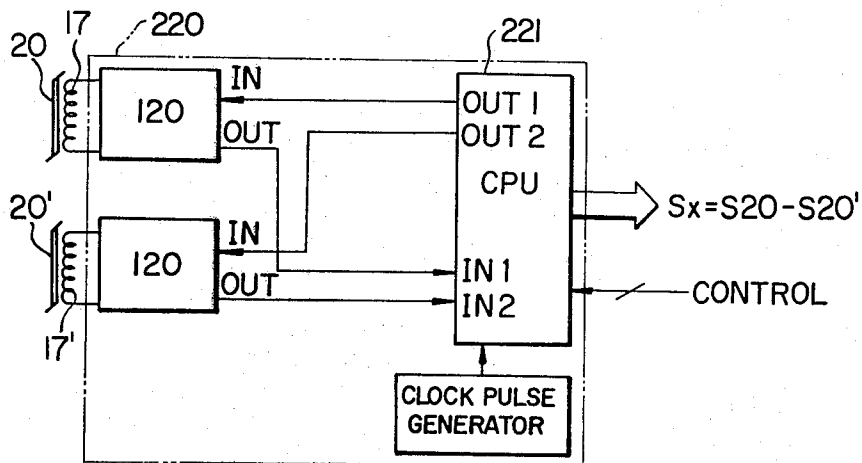 17
220
20
221
120
IN
OUT
OUT 1
OUT 2
CPU
Sx=S20-S20'
20'
120
IN
OUT
IN 1
IN 2
CONTROL
17'
CLOCK PULSE
GENERATOR